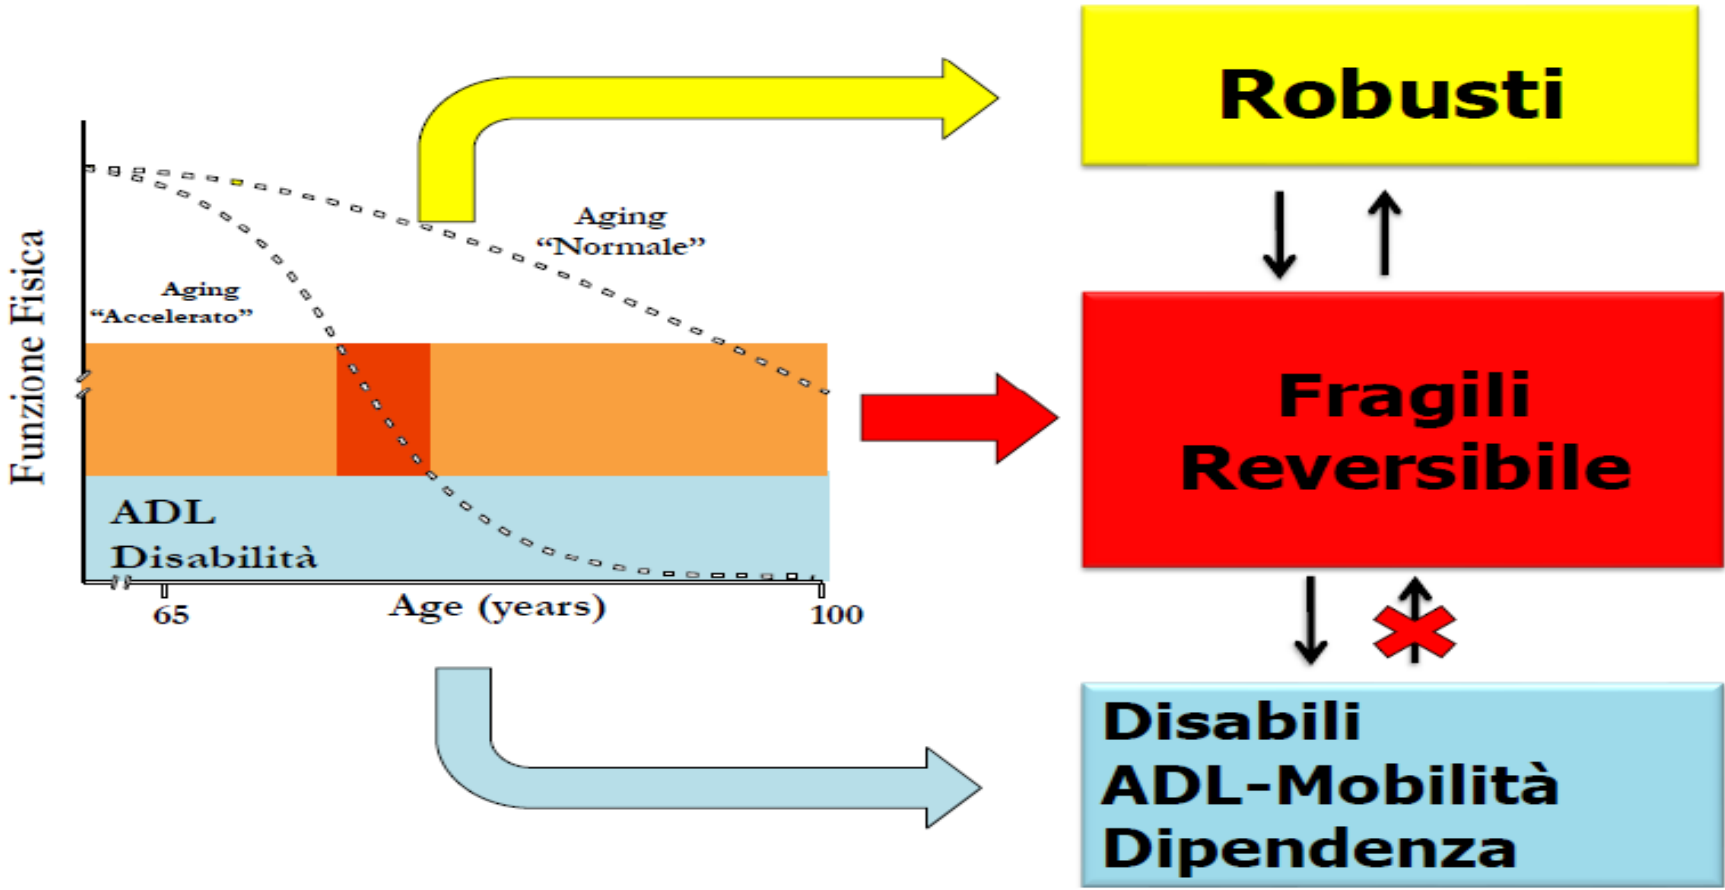 Robusti
Funzione Fisica
Aging
“Normale”
Aging
“Accelerato”
ADL
Disabilità
65
Age (years)
100
Fragili
Reversibile
Disabili
ADL-Mobilità
Dipendenza